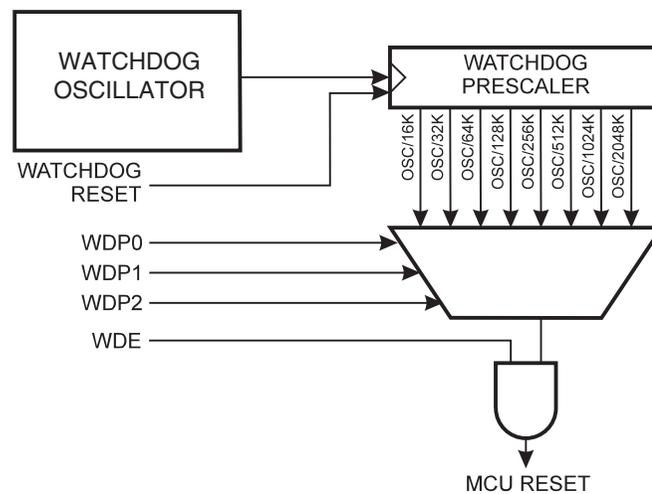 WATCHDOG
OSCILLATOR
WATCHDOG
PRESCALER
WATCHDOG
RESET
OSC/16K
OSC/32K
OSC/64K
OSC/128K
OSC/256K
OSC/512K
OSC/1024K
OSC/2048K
WDP0
WDP1
WDP2
WDE
MCU RESET